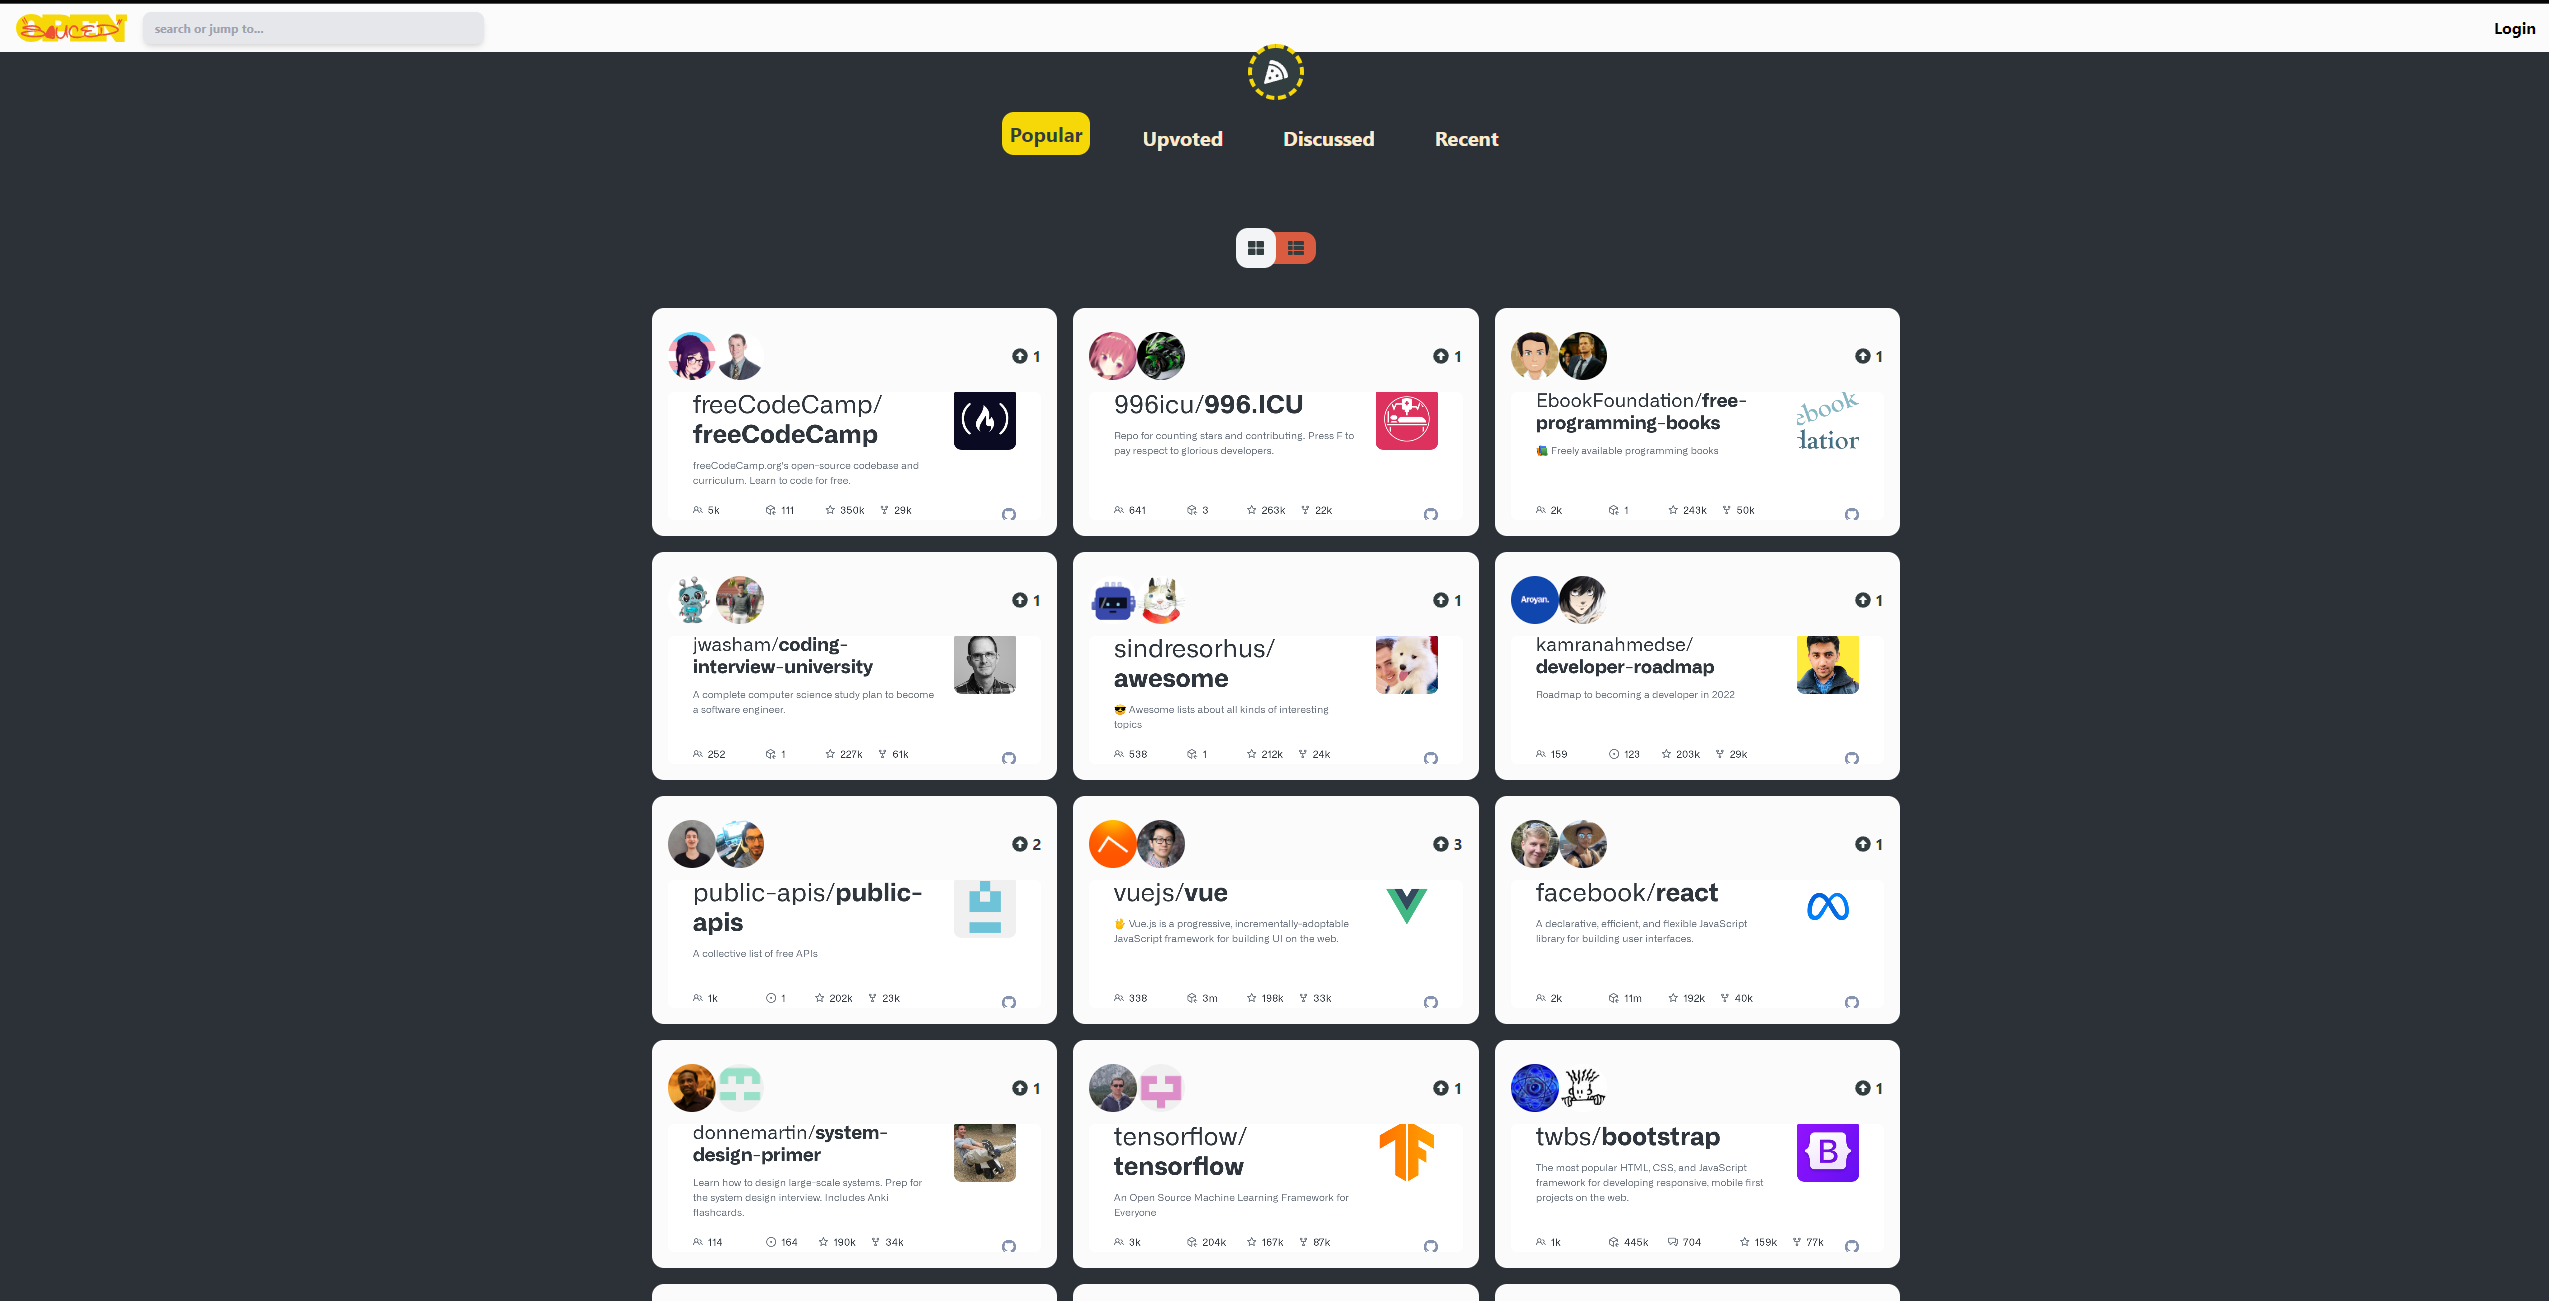 OPEN
SAUCED
search or jump to...
Login
Popular
Upvoted
Discussed
Recent
1
freeCodeCamp/
freeCodeCamp
freeCodeCamp.org's open-source codebase and
curriculum. Learn to code for free.
5k 111 350k 29k
1
996icu/996.ICU
Repo for counting stars and contributing. Press F to
pay respect to glorious developers.
641 3 263k 22k
1
EbookFoundation/free-
programming-books
ebook
dation
📚 Freely available programming books
2k 1 243k 50k
1
jwasham/coding-
interview-university
A complete computer science study plan to become
a software engineer.
252 1 227k 61k
1
sindresorhus/
awesome
😎 Awesome lists about all kinds of interesting
topics
538 1 212k 24k
Aroyan.
1
kamranahmedse/
developer-roadmap
Roadmap to becoming a developer in 2022
159 123 203k 29k
2
public-apis/public-
apis
A collective list of free APIs
1k 1 202k 23k
3
vuejs/vue
🖖 Vue.js is a progressive, incrementally-adoptable
JavaScript framework for building UI on the web.
338 3m 198k 33k
1
facebook/react
A declarative, efficient, and flexible JavaScript
library for building user interfaces.
2k 11m 192k 40k
1
donnemartin/system-
design-primer
Learn how to design large-scale systems. Prep for
the system design interview. Includes Anki
flashcards.
114 164 190k 34k
1
tensorflow/
tensorflow
An Open Source Machine Learning Framework for
Everyone
3k 204k 167k 87k
1
twbs/bootstrap
B
The most popular HTML, CSS, and JavaScript
framework for developing responsive, mobile first
projects on the web.
1k 445k 704 159k 77k